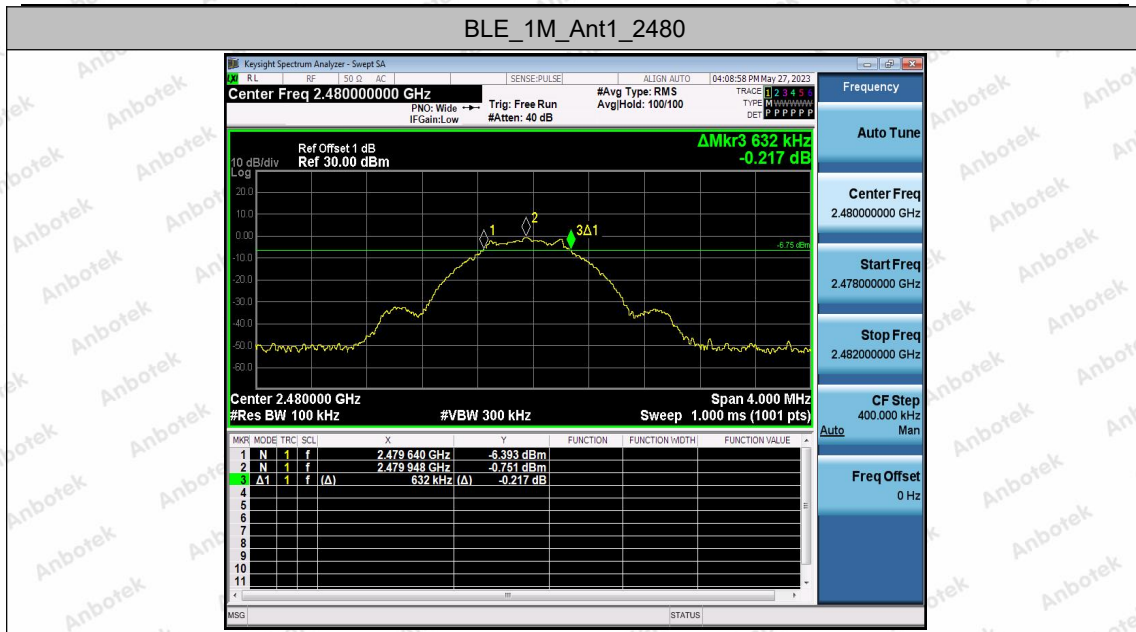 BLE_1M_Ant1_2480
Keysight Spectrum Analyzer - Swept SA
LXI RL RF 50 Ω AC SENSE:PULSE ALIGN AUTO 04:08:58 PM May 27, 2023
Center Freq 2.480000000 GHz
PNO: Wide
IFGain:Low
Trig: Free Run
#Atten: 40 dB
#Avg Type: RMS
Avg|Hold: 100/100
TRACE 1 2 3 4 5 6
TYPE MWWWWW
DET P P P P P P
Frequency
Auto Tune
Center Freq
2.480000000 GHz
Start Freq
2.478000000 GHz
Stop Freq
2.482000000 GHz
CF Step
400.000 kHz
Auto Man
Freq Offset
0 Hz
ΔMkr3 632 kHz
-0.217 dB
Ref Offset 1 dB
10 dB/div Ref 30.00 dBm
Log
20.0
10.0
0.00
-10.0
-20.0
-30.0
-40.0
-50.0
-60.0
1
2
3Δ1
-6.75 dBm
Center 2.480000 GHz Span 4.000 MHz
#Res BW 100 kHz #VBW 300 kHz Sweep 1.000 ms (1001 pts)
MKR MODE TRC SCL X Y FUNCTION FUNCTION WIDTH FUNCTION VALUE
1 N 1 f 2.479 640 GHz -6.393 dBm
2 N 1 f 2.479 948 GHz -0.751 dBm
3 Δ1 1 f (Δ) 632 kHz (Δ) -0.217 dB
4
5
6
7
8
9
10
11
MSG STATUS
Anbotek